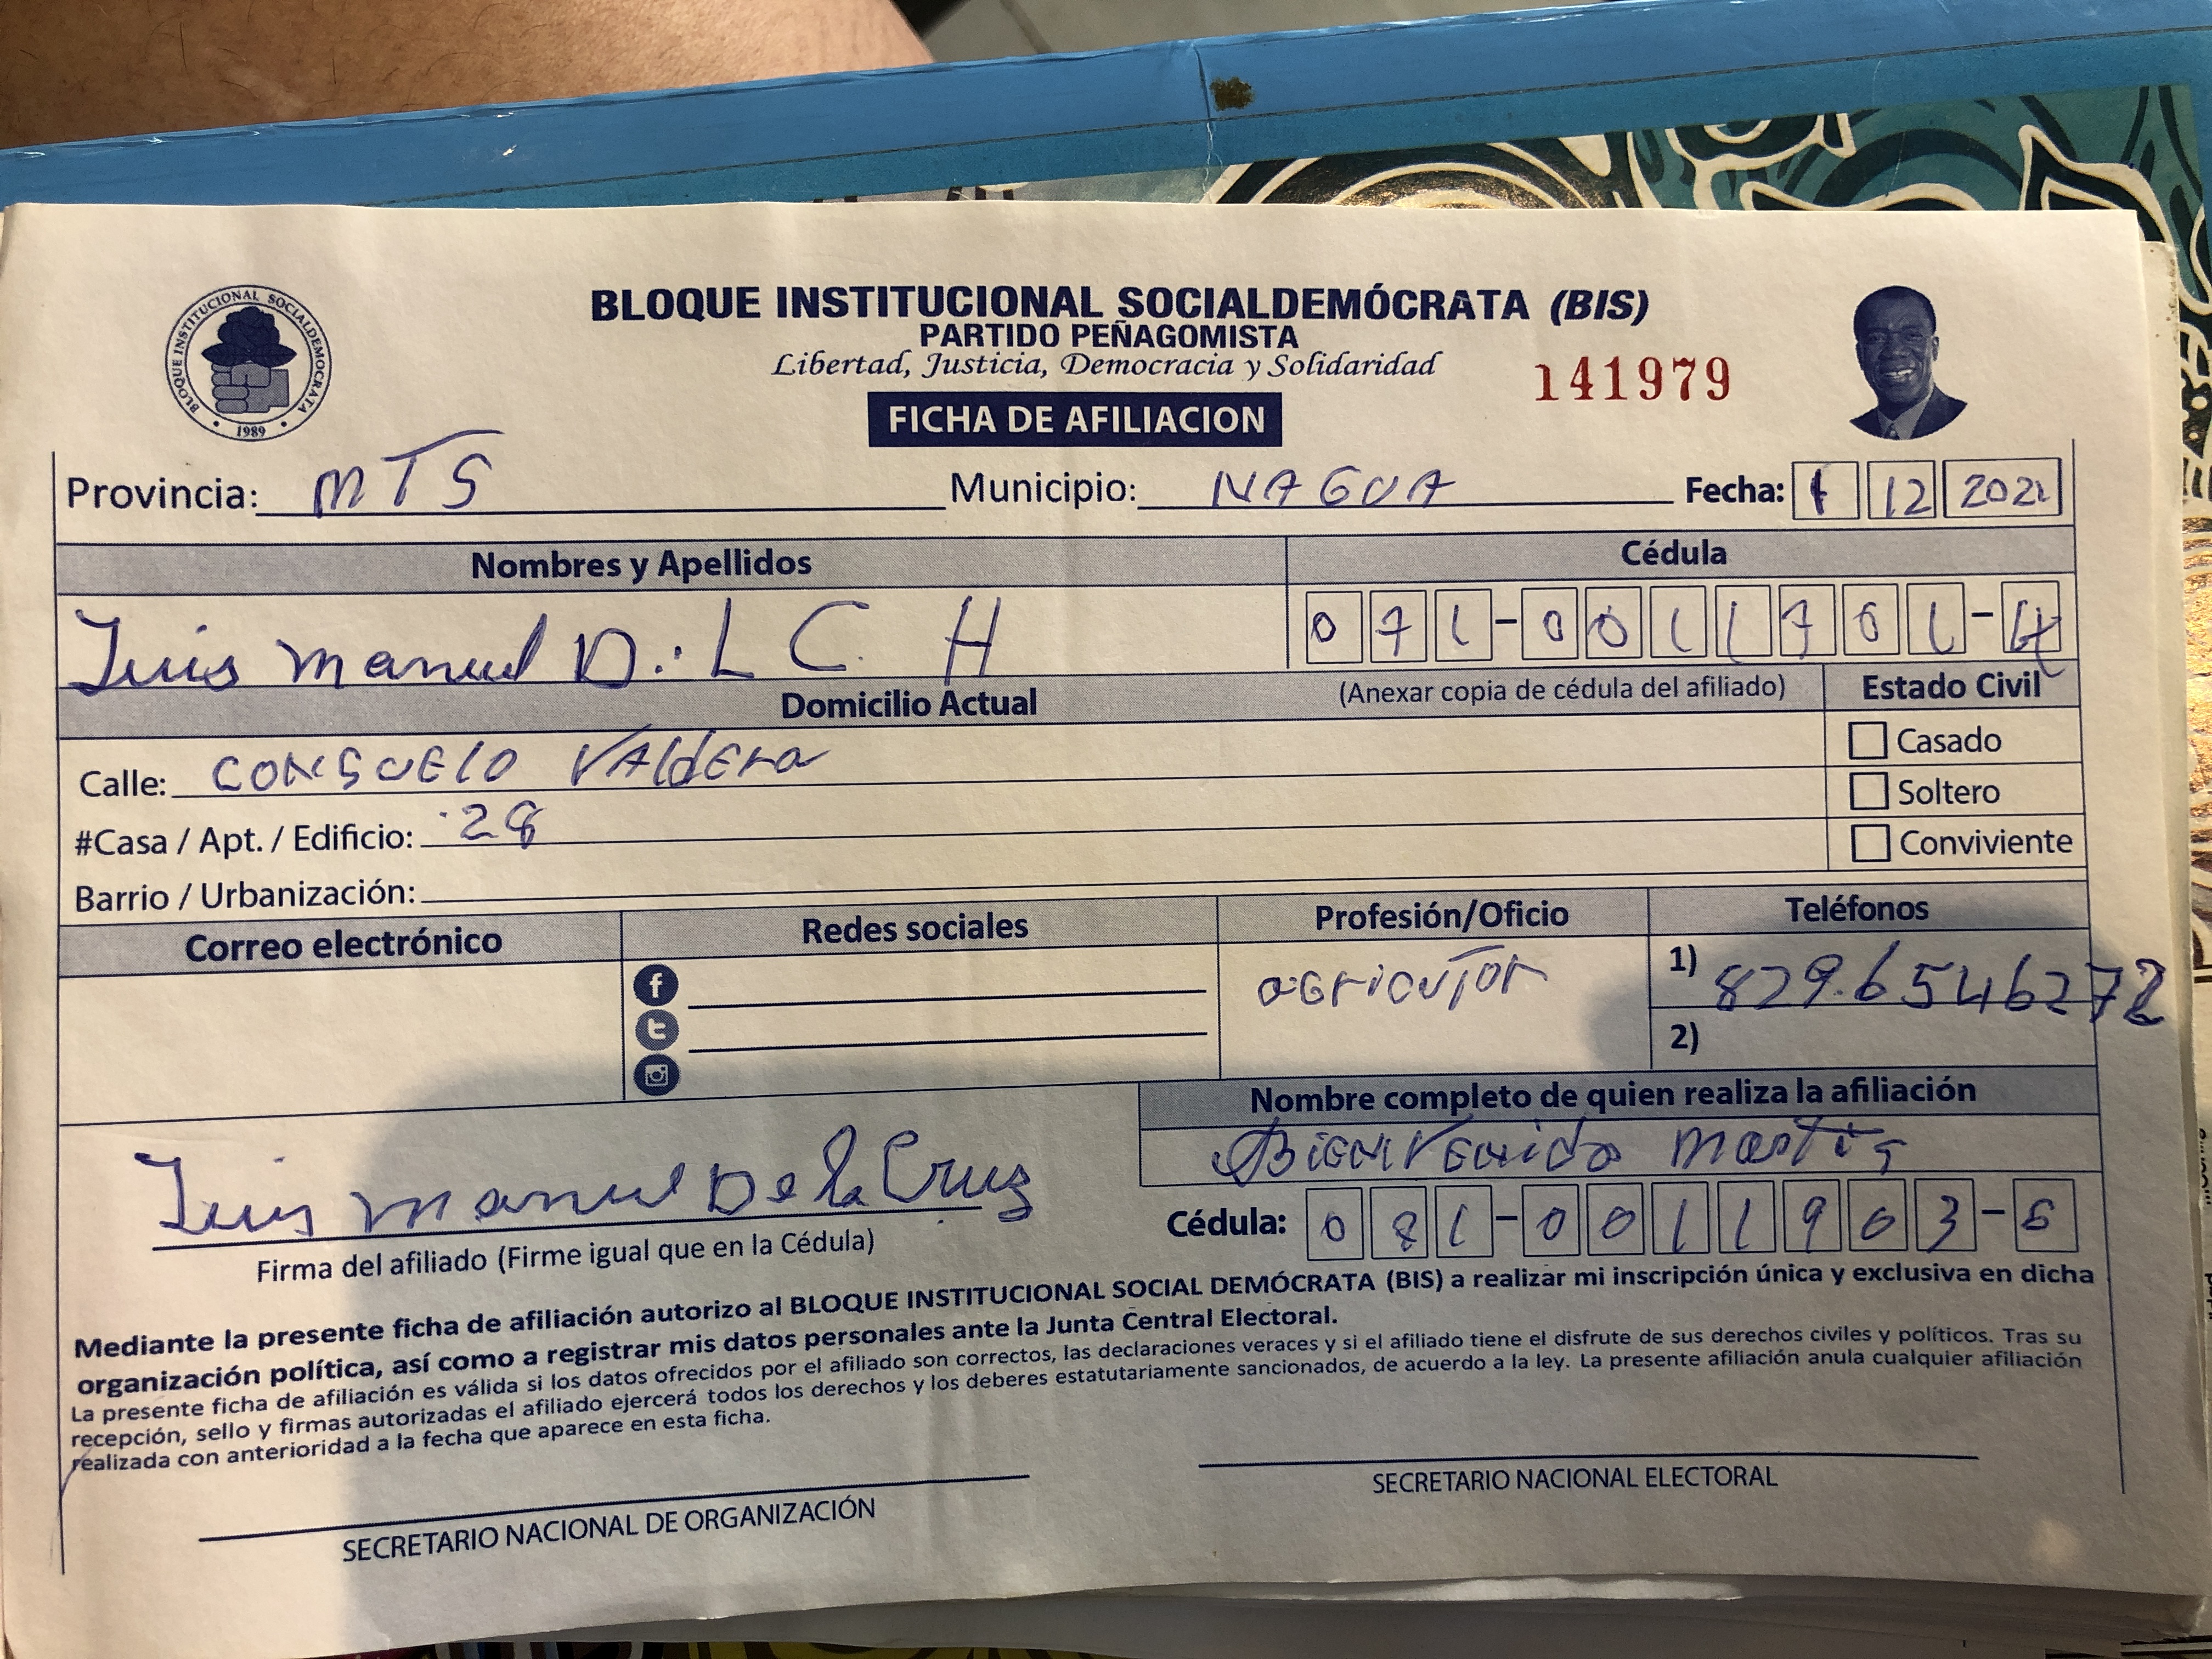 BLOQUE INSTITUCIONAL SOCIALDEMOCRATA
1989
BLOQUE INSTITUCIONAL SOCIALDEMÓCRATA (BIS)
PARTIDO PEÑAGOMISTA
Libertad, Justicia, Democracia y Solidaridad
141979
FICHA DE AFILIACION
Provincia: MTS Municipio: NAGUA Fecha: 1 12 2021
Nombres y Apellidos Cédula
Luis Manuel D. L C. H 071-0011701-4
Domicilio Actual (Anexar copia de cédula del afiliado) Estado Civil
Calle: CONSUELO VALdEra Casado
#Casa / Apt. / Edificio: 28 Soltero
Barrio / Urbanización: Conviviente
Correo electrónico Redes sociales Profesión/Oficio Teléfonos
agricutor 1) 829.6546272
2)
Nombre completo de quien realiza la afiliación
Luis Manuel De la Cruz BIENVENido
Firma del afiliado (Firme igual que en la Cédula) Cédula: 081-0011903-6
Mediante la presente ficha de afiliación autorizo al BLOQUE INSTITUCIONAL SOCIAL DEMÓCRATA (BIS) a realizar mi inscripción única y exclusiva en dicha
organización política, así como a registrar mis datos personales ante la Junta Central Electoral.
La presente ficha de afiliación es válida si los datos ofrecidos por el afiliado son correctos, las declaraciones veraces y si el afiliado tiene el disfrute de sus derechos civiles y políticos. Tras su
recepción, sello y firmas autorizadas el afiliado ejercerá todos los derechos y los deberes estatutariamente sancionados, de acuerdo a la ley. La presente afiliación anula cualquier afiliación
realizada con anterioridad a la fecha que aparece en esta ficha.
SECRETARIO NACIONAL DE ORGANIZACIÓN SECRETARIO NACIONAL ELECTORAL